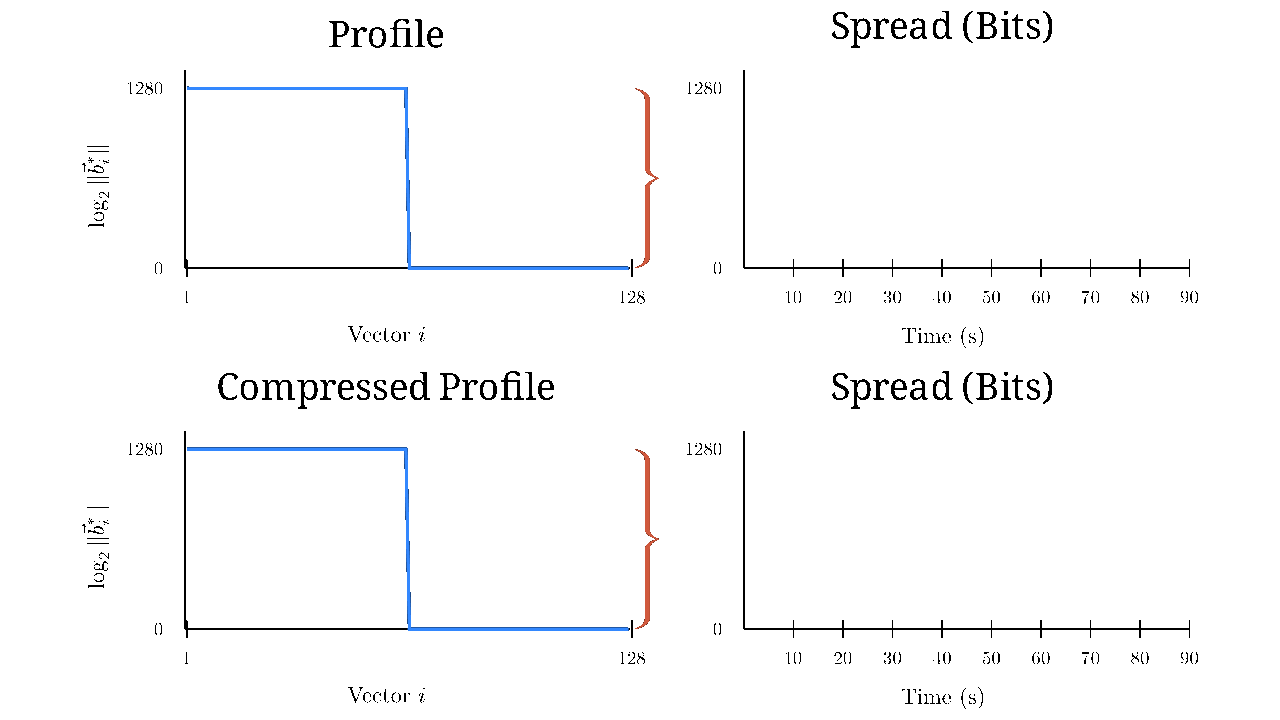 Profile
Spread (Bits)
1280
log₂ ||b⃗ᵢ*||
0
1
128
Vector i
1280
0
10 20 30 40 50 60 70 80 90
Time (s)
Compressed Profile
Spread (Bits)
1280
log₂ ||b⃗ᵢ*|
0
1
128
Vector i
1280
0
10 20 30 40 50 60 70 80 90
Time (s)